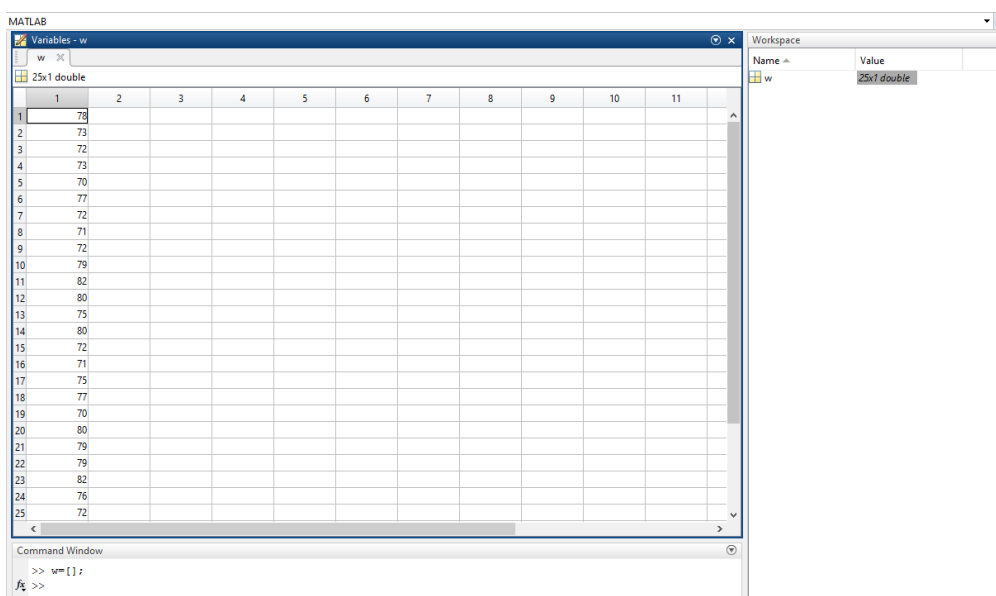 MATLAB
Variables - w
w
25x1 double
1 2 3 4 5 6 7 8 9 10 11
1 78
2 73
3 72
4 73
5 70
6 77
7 72
8 71
9 72
10 79
11 82
12 80
13 75
14 80
15 72
16 71
17 75
18 77
19 70
20 80
21 79
22 79
23 82
24 76
25 72
Command Window
>> w=[];
fx >>
Workspace
Name Value
w 25x1 double